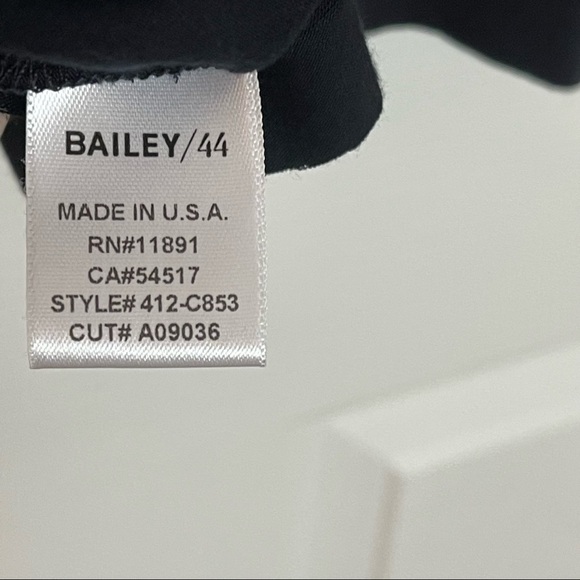 BAILEY/44
MADE IN U.S.A.
RN#11891
CA#54517
STYLE# 412-C853
CUT# A09036